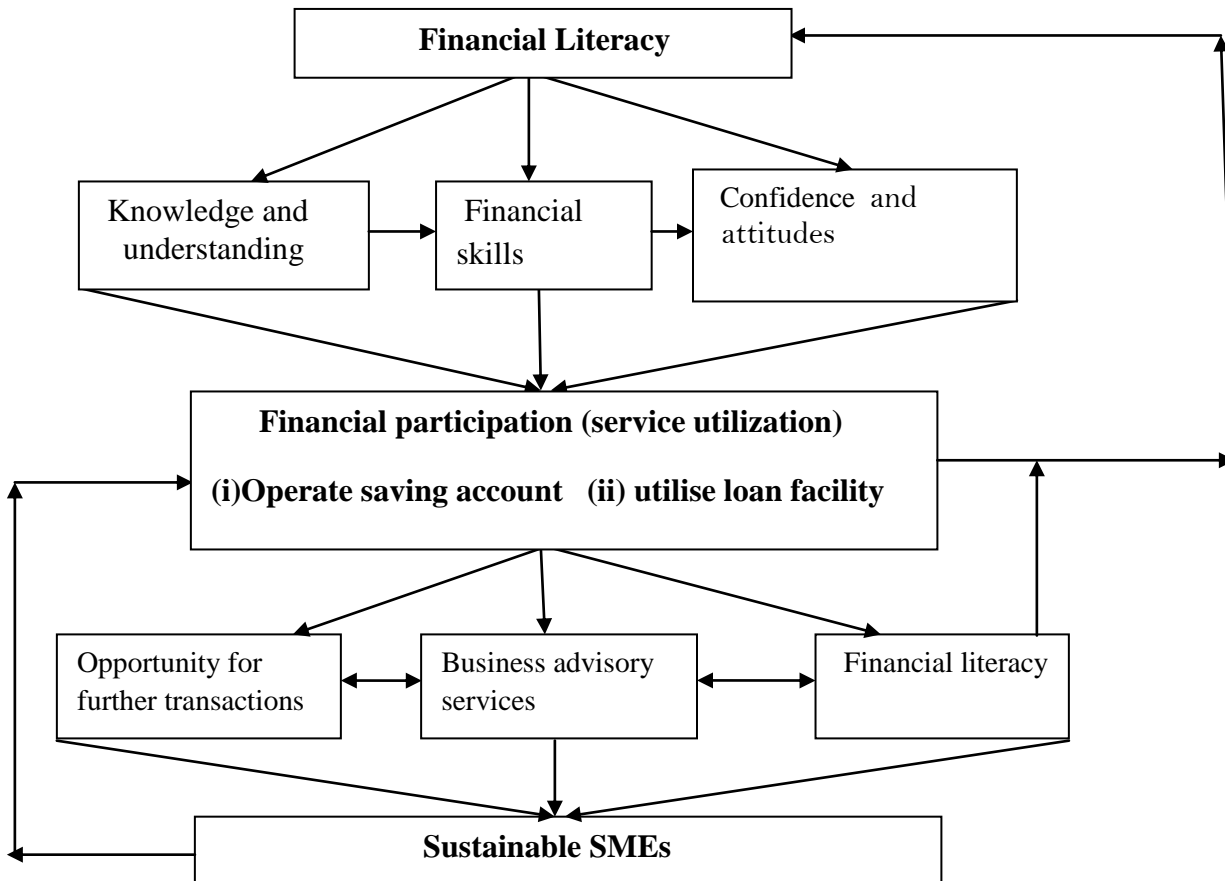 Financial Literacy
Knowledge and
understanding
Financial
skills
Confidence and
attitudes
Financial participation (service utilization)
(i)Operate saving account (ii) utilise loan facility
Opportunity for
further transactions
Business advisory
services
Financial literacy
Sustainable SMEs